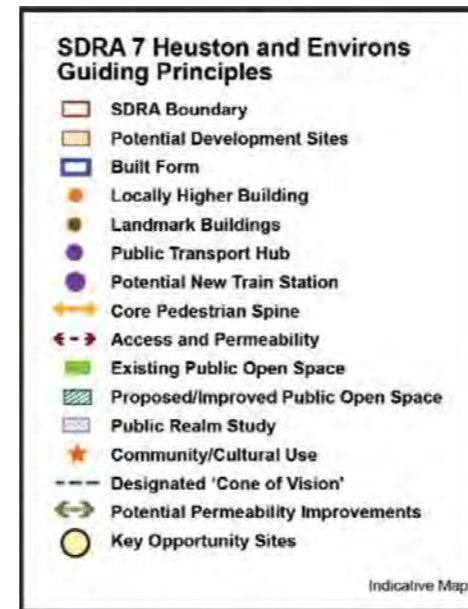 SDRA 7 Heuston and Environs
Guiding Principles
SDRA Boundary
Potential Development Sites
Built Form
Locally Higher Building
Landmark Buildings
Public Transport Hub
Potential New Train Station
Core Pedestrian Spine
Access and Permeability
Existing Public Open Space
Proposed/Improved Public Open Space
Public Realm Study
Community/Cultural Use
Designated 'Cone of Vision'
Potential Permeability Improvements
Key Opportunity Sites
Indicative Map